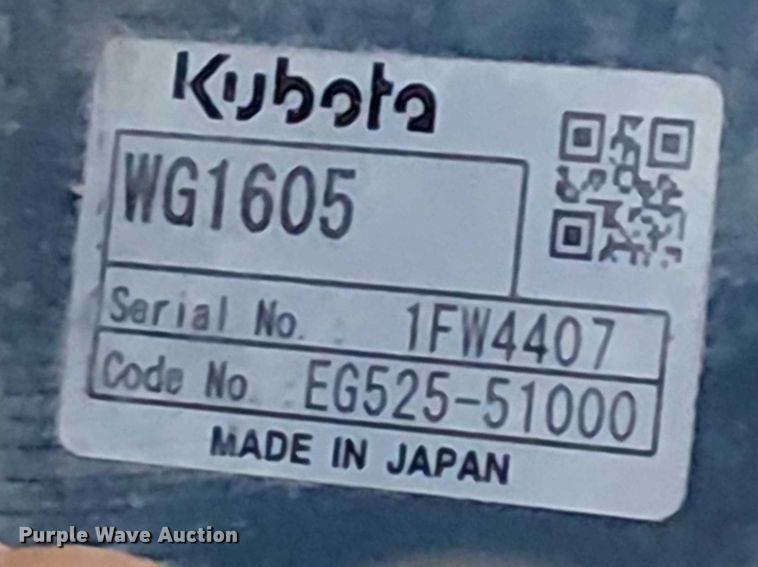 Kubota
WG1605
Serial No. 1FW4407
Code No EG525-51000
MADE IN JAPAN
Purple Wave Auction